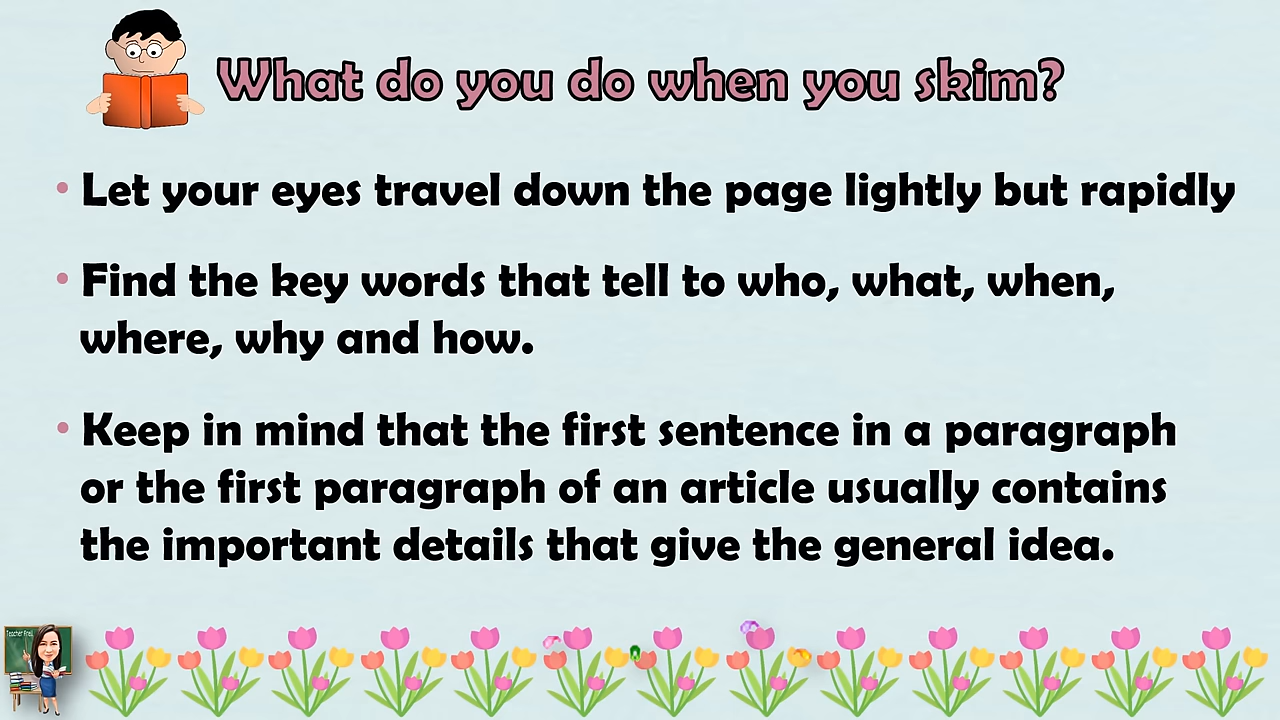 What do you do when you skim?
• Let your eyes travel down the page lightly but rapidly
• Find the key words that tell to who, what, when,
where, why and how.
• Keep in mind that the first sentence in a paragraph
or the first paragraph of an article usually contains
the important details that give the general idea.
Teacher